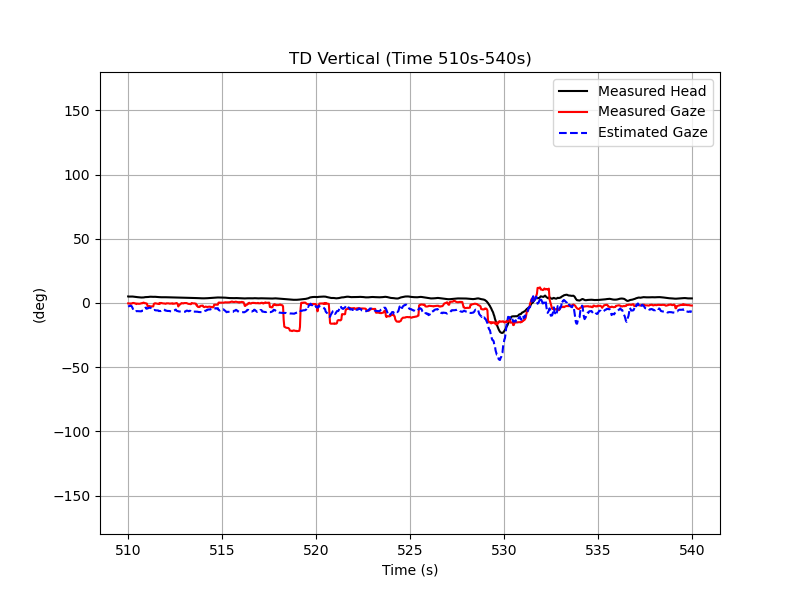 TD Vertical (Time 510s-540s)
Measured Head
Measured Gaze
Estimated Gaze
150
100
50
0
−50
−100
−150
(deg)
510 515 520 525 530 535 540
Time (s)